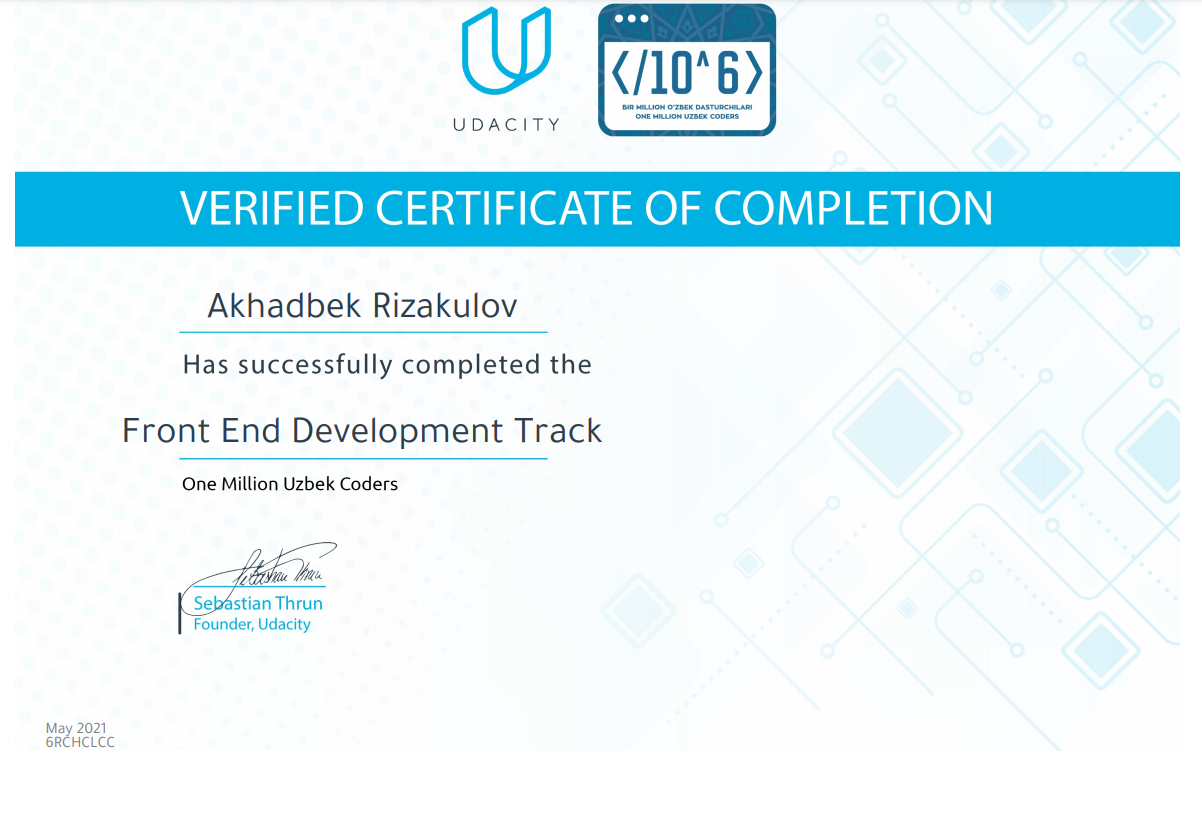 UDACITY
</10^6>
BIR MILLION O'ZBEK DASTURCHILARI
ONE MILLION UZBEK CODERS
VERIFIED CERTIFICATE OF COMPLETION
Akhadbek Rizakulov
Has successfully completed the
Front End Development Track
One Million Uzbek Coders
Sebastian Thrun
Sebastian Thrun
Founder, Udacity
May 2021
6RCHCLCC